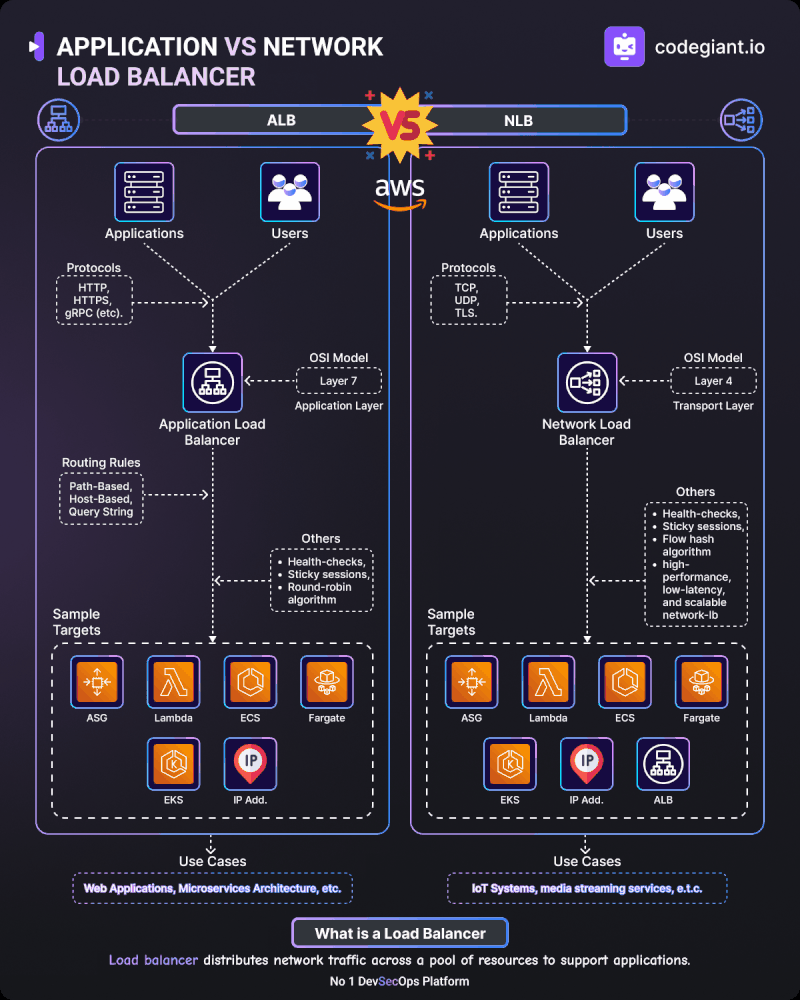 APPLICATION VS NETWORK
LOAD BALANCER
codegiant.io
ALB
VS
NLB
aws
Applications
Users
Protocols
HTTP,
HTTPS,
gRPC (etc).
OSI Model
Layer 7
Application Layer
Application Load
Balancer
Routing Rules
Path-Based,
Host-Based,
Query String
Others
• Health-checks,
• Sticky sessions,
• Round-robin
algorithm
Sample
Targets
ASG
Lambda
ECS
Fargate
EKS
IP
IP Add.
Use Cases
Web Applications, Microservices Architecture, etc.
Applications
Users
Protocols
TCP,
UDP,
TLS.
OSI Model
Layer 4
Transport Layer
Network Load
Balancer
Others
• Health-checks,
• Sticky sessions,
• Flow hash
algorithm
• high-
performance,
low-latency,
and scalable
network-lb
Sample
Targets
ASG
Lambda
ECS
Fargate
EKS
IP
IP Add.
ALB
Use Cases
IoT Systems, media streaming services, e.t.c.
What is a Load Balancer
Load balancer distributes network traffic across a pool of resources to support applications.
No 1 DevSecOps Platform